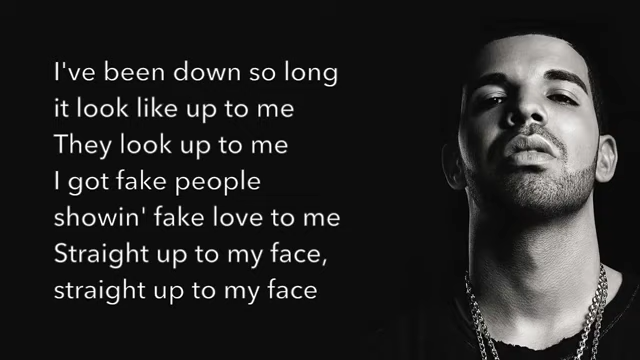 I've been down so long
it look like up to me
They look up to me
I got fake people
showin' fake love to me
Straight up to my face,
straight up to my face